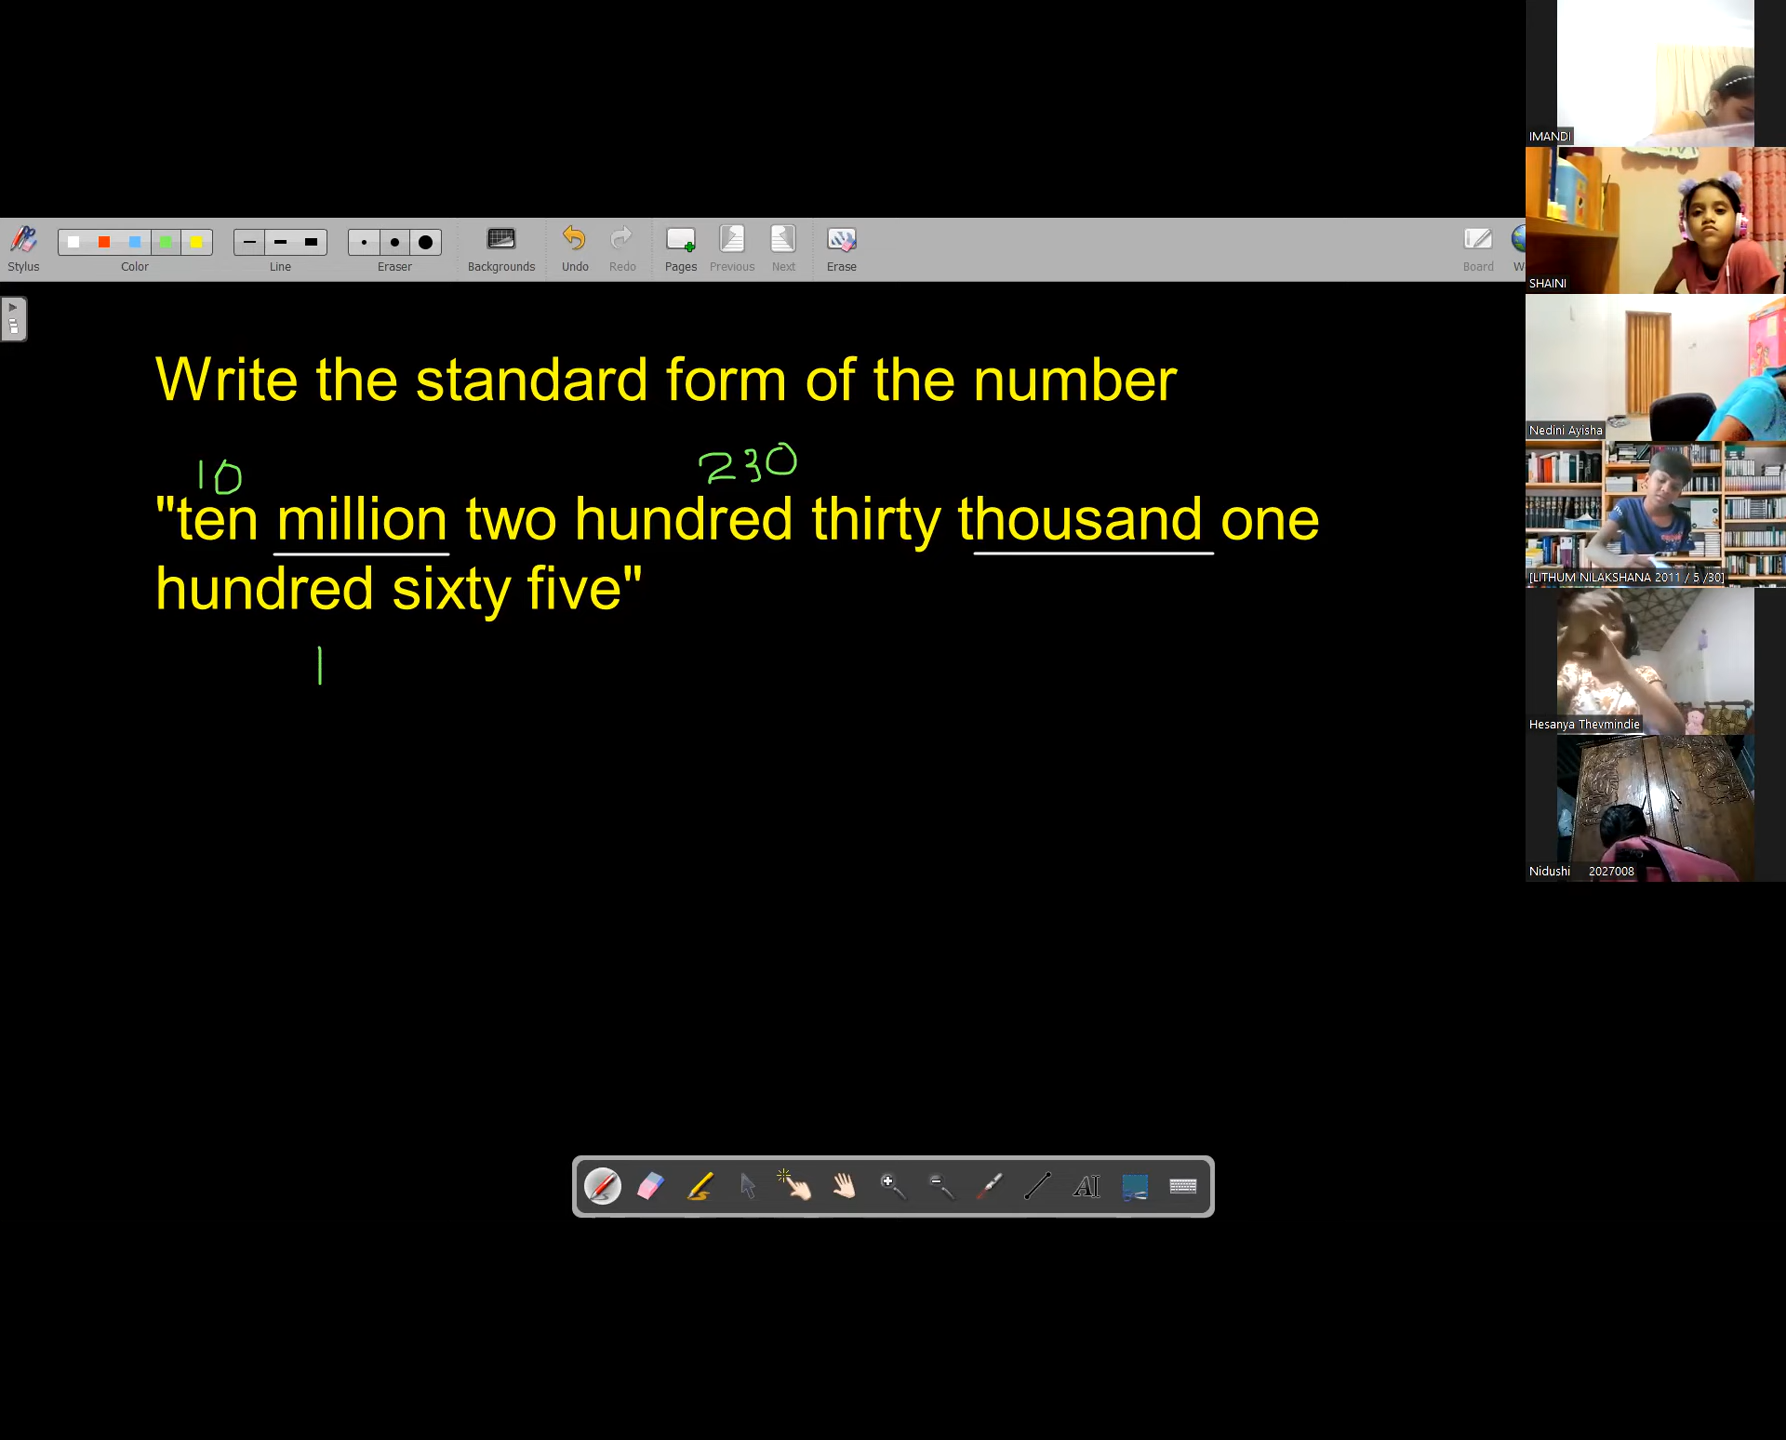 IMANDI
SHAINI
Stylus
Color
Line
Eraser
Backgrounds
Undo
Redo
Pages
Previous
Next
Erase
Board
W
Write the standard form of the number
10
230
"ten million two hundred thirty thousand one
hundred sixty five"
1
Nedini Ayisha
[LITHUM NILAKSHANA 2011 / 5 /30]
Hesanya Thevmindie
Nidushi 2027008
AI